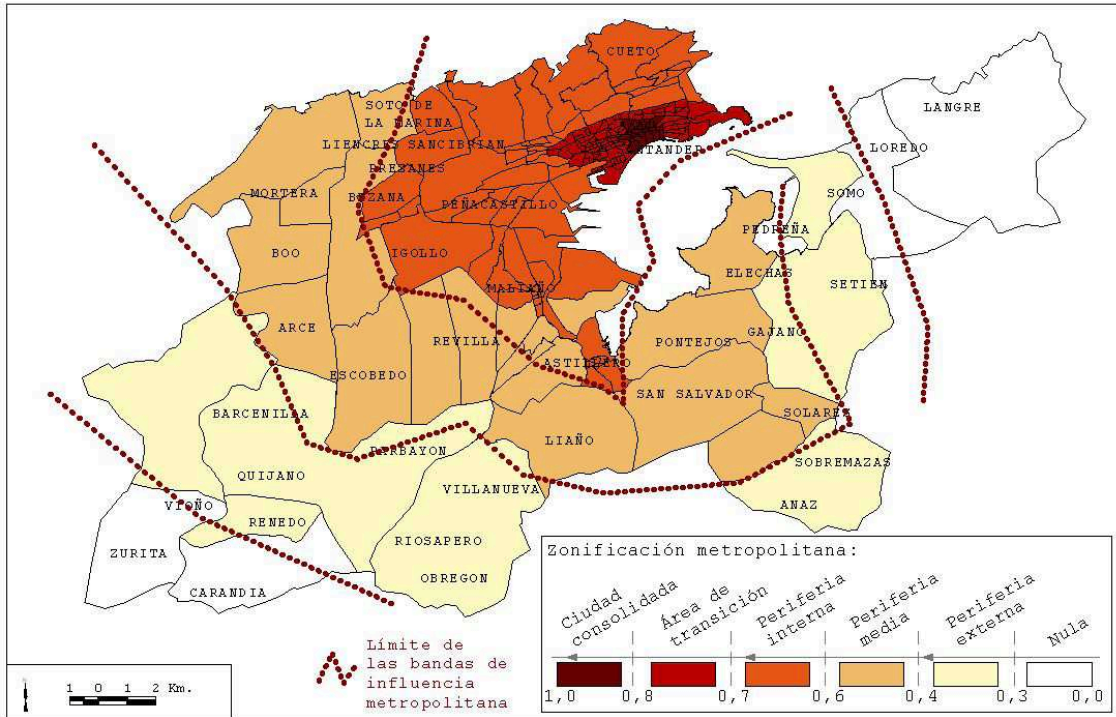 CUETO
LANGRE
SOTO DE
LA MARINA
LOREDO
LIENCRES SANCIBRIAN
SANTANDER
PREZANES
MORTERA
BEZANA
PEÑACASTILLO
SOMO
PEDREÑA
BOO
IGOLLO
ELECHAS
SETIEN
MALIAÑO
ARCE
REVILLA
PONTEJOS
GAJANO
ASTILLERO
ESCOBEDO
SAN SALVADOR
BARCENILLA
SOLARES
PARBAYON
LIAÑO
QUIJANO
VILLANUEVA
SOBREMAZAS
VIOÑO
ANAZ
RENEDO
ZURITA
RIOSAPERO
OBREGON
CARANDIA
Zonificación metropolitana:
Ciudad
consolidada
Área de
transición
Periferia
interna
Periferia
media
Periferia
externa
Nula
1,0 0,8 0,7 0,6 0,4 0,3 0,0
Límite de
las bandas de
influencia
metropolitana
1 0 1 2 Km.